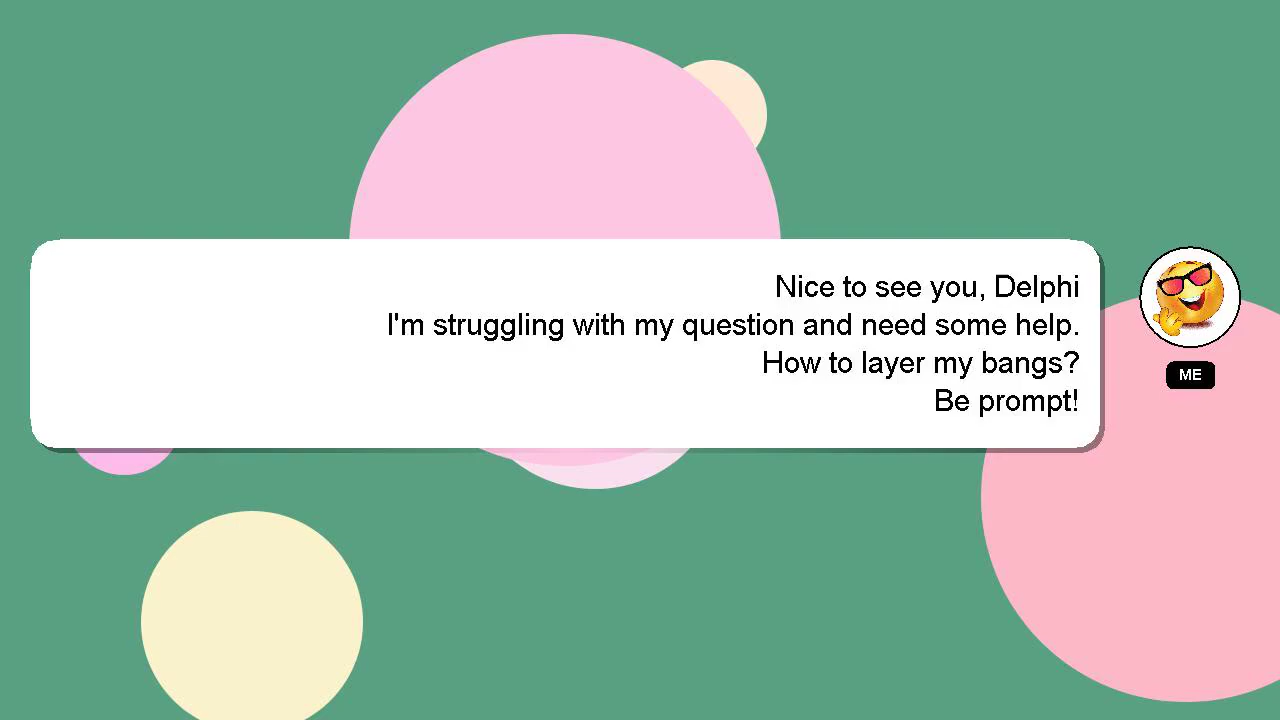 Nice to see you, Delphi
I'm struggling with my question and need some help.
How to layer my bangs?
Be prompt!
ME